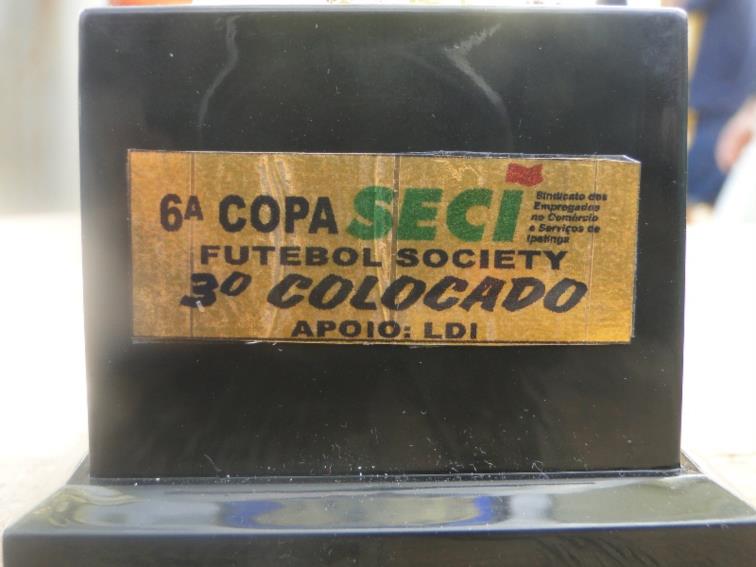 6ª COPA SECI
Sindicato dos
Empregados
no Comércio
e Serviços de
Ipatinga
FUTEBOL SOCIETY
3º COLOCADO
APOIO: LDI